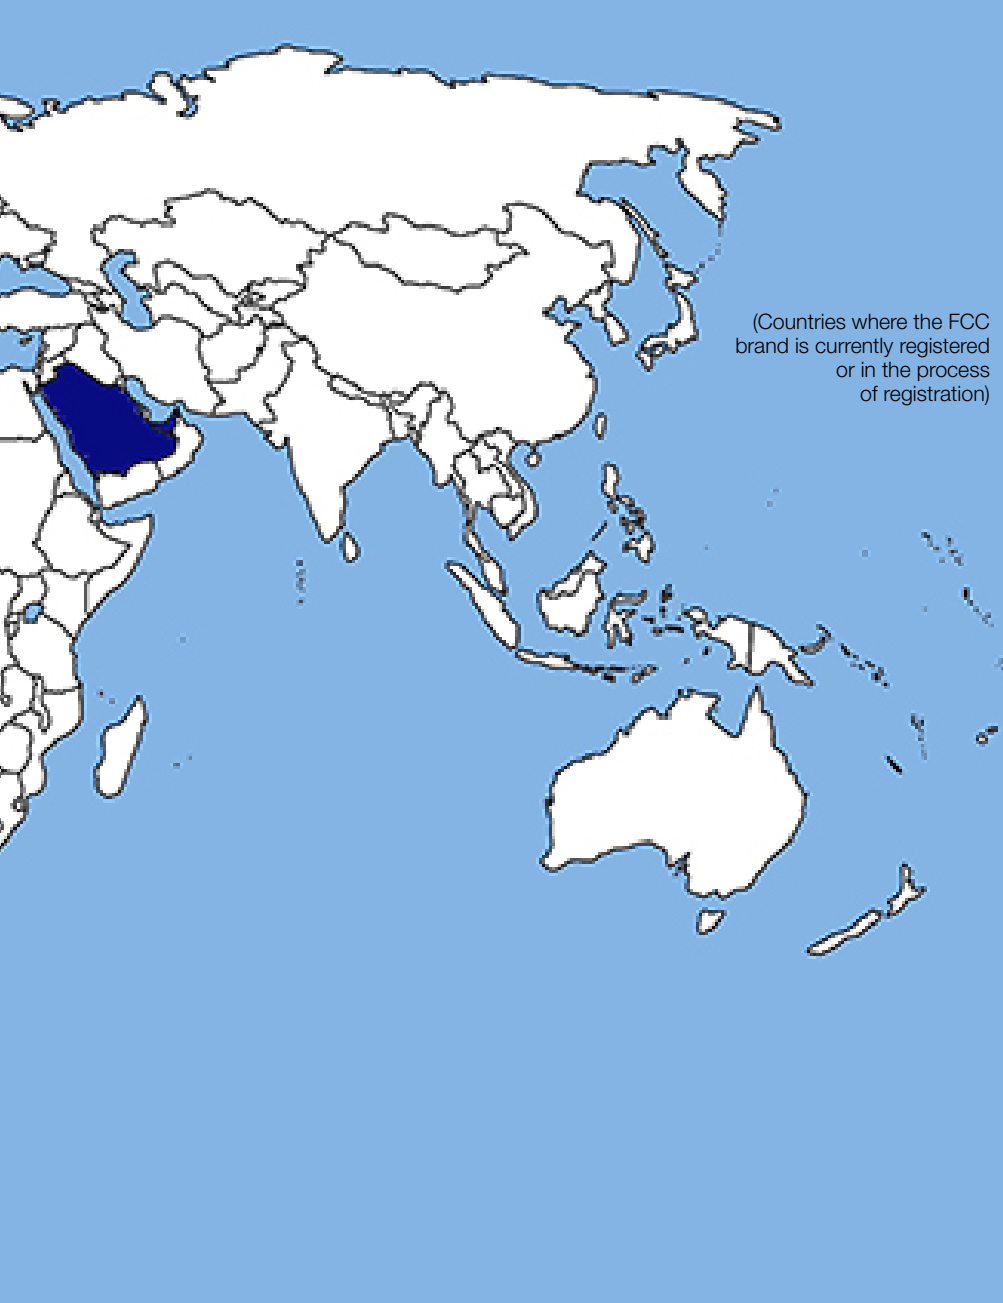 (Countries where the FCC
brand is currently registered
or in the process
of registration)